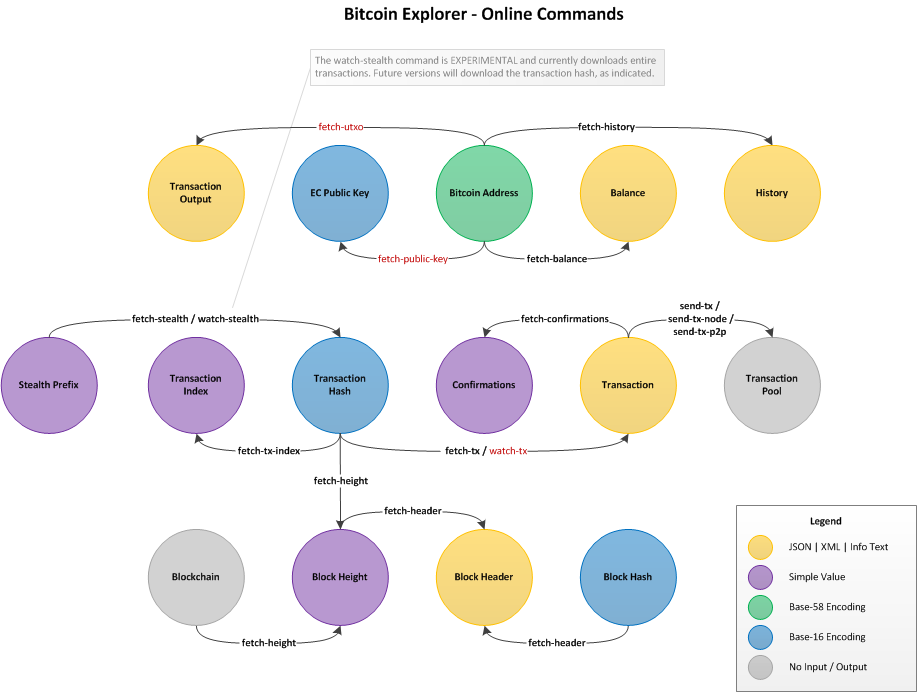 Bitcoin Explorer - Online Commands
The watch-stealth command is EXPERIMENTAL and currently downloads entire
transactions. Future versions will download the transaction hash, as indicated.
fetch-utxo
fetch-history
Transaction
Output
EC Public Key
Bitcoin Address
Balance
History
fetch-public-key
fetch-balance
fetch-stealth / watch-stealth
fetch-confirmations
send-tx /
send-tx-node /
send-tx-p2p
Stealth Prefix
Transaction
Index
Transaction
Hash
Confirmations
Transaction
Transaction
Pool
fetch-tx-index
fetch-tx / watch-tx
fetch-height
fetch-header
Blockchain
Block Height
Block Header
Block Hash
fetch-height
fetch-header
Legend
JSON | XML | Info Text
Simple Value
Base-58 Encoding
Base-16 Encoding
No Input / Output